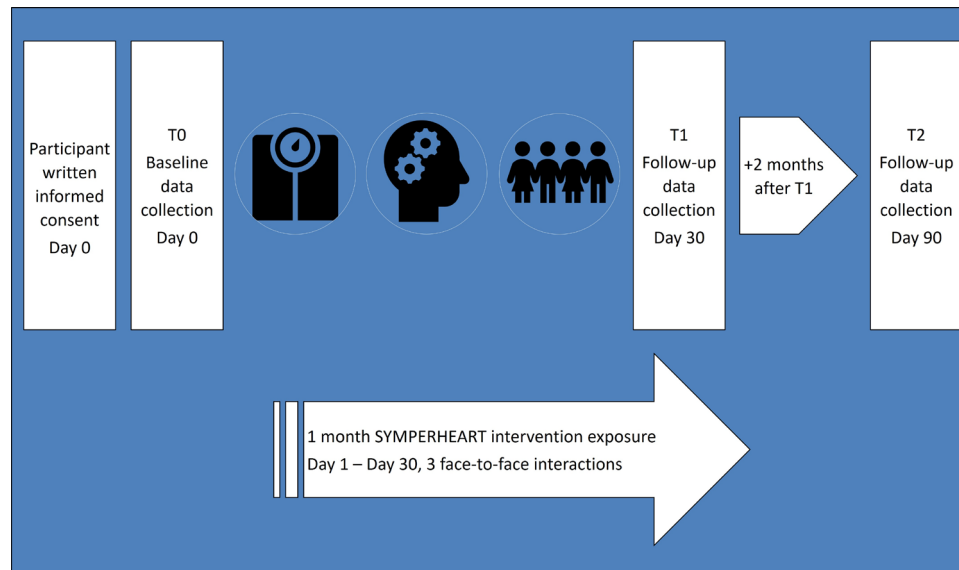 Participant
written
informed
consent
Day 0
T0
Baseline
data
collection
Day 0
T1
Follow-up
data
collection
Day 30
+2 months
after T1
T2
Follow-up
data
collection
Day 90
1 month SYMPERHEART intervention exposure
Day 1 – Day 30, 3 face-to-face interactions